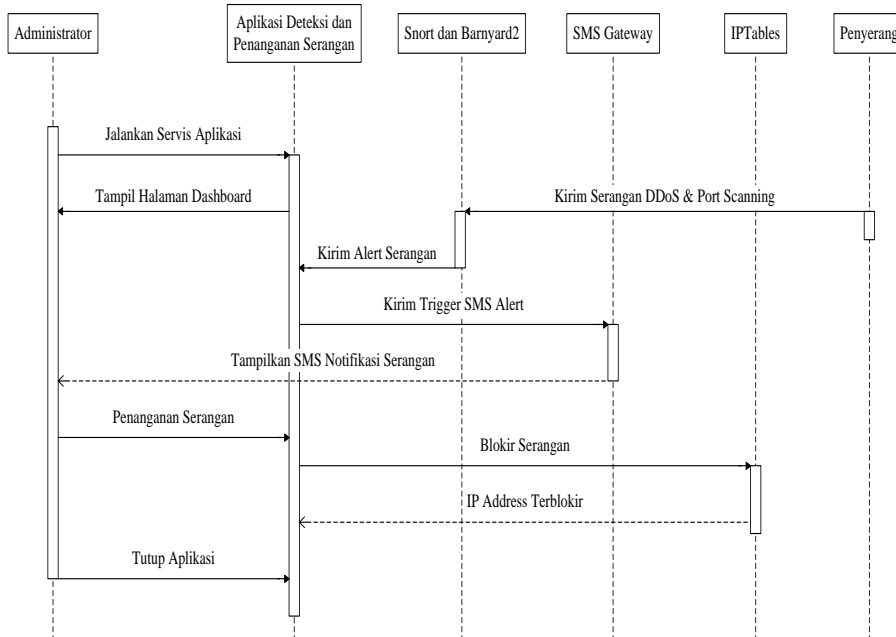 Administrator
Aplikasi Deteksi dan
Penanganan Serangan
Snort dan Barnyard2
SMS Gateway
IPTables
Penyerang
Jalankan Servis Aplikasi
Tampil Halaman Dashboard
Kirim Serangan DDoS & Port Scanning
Kirim Alert Serangan
Kirim Trigger SMS Alert
Tampilkan SMS Notifikasi Serangan
Penanganan Serangan
Blokir Serangan
IP Address Terblokir
Tutup Aplikasi